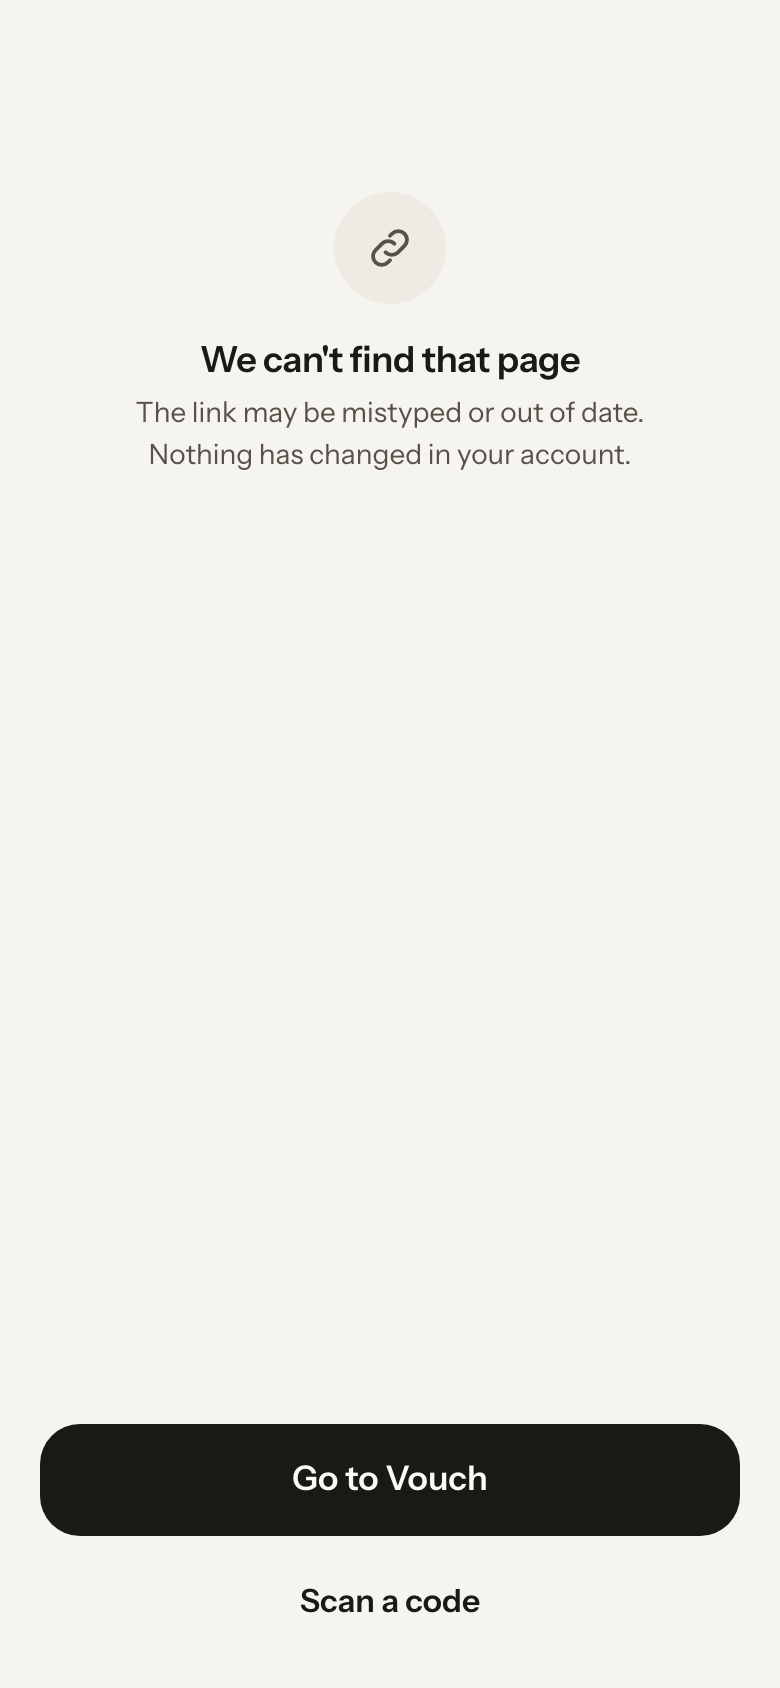 We can't find that page
The link may be mistyped or out of date.
Nothing has changed in your account.
Go to Vouch
Scan a code